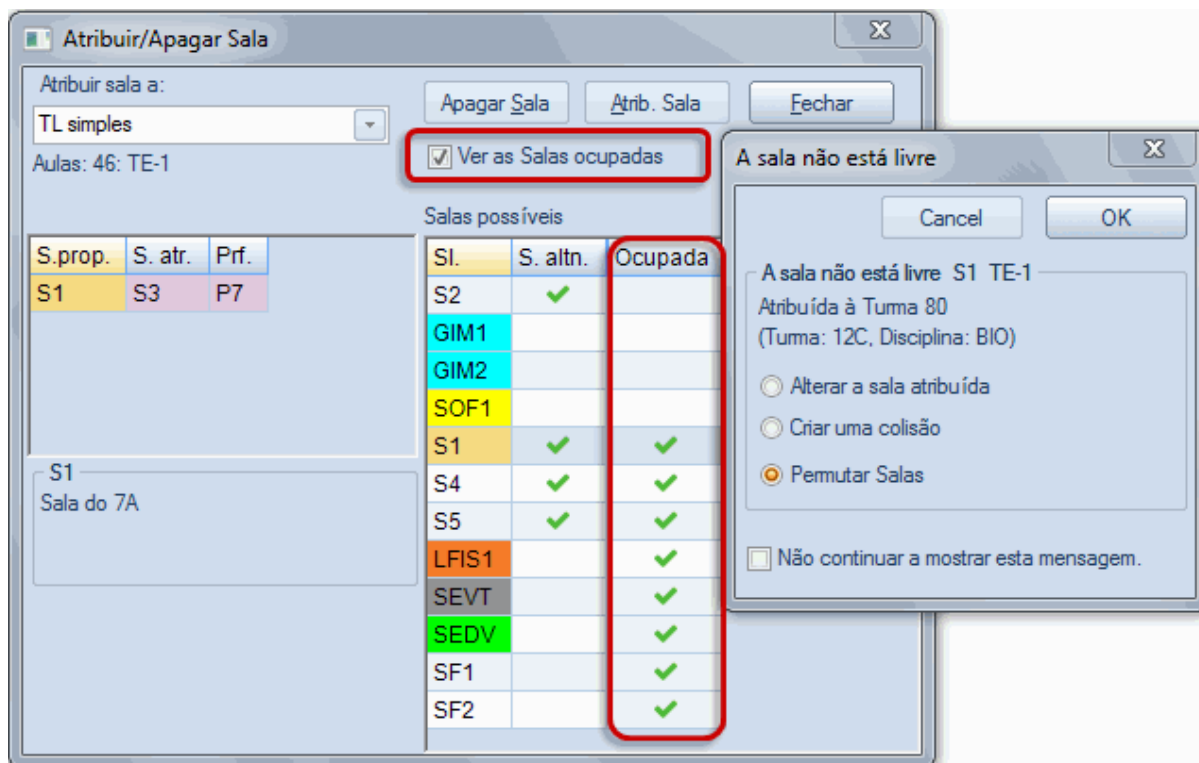 Atribuir/Apagar Sala
Atribuir sala a:
TL simples
Aulas: 46: TE-1
Apagar Sala Atrib. Sala Fechar
Ver as Salas ocupadas
Salas possíveis
S.prop. S. atr. Prf.
S1 S3 P7
S1
Sala do 7A
Sl. S. altn. Ocupada
S2
GIM1
GIM2
SOF1
S1
S4
S5
LFIS1
SEVT
SEDV
SF1
SF2
A sala não está livre
Cancel OK
A sala não está livre S1 TE-1
Atribuída à Tuma 80
(Tuma: 12C, Disciplina: BIO)
Alterar a sala atribuída
Criar uma colisão
Permutar Salas
Não continuar a mostrar esta mensagem.